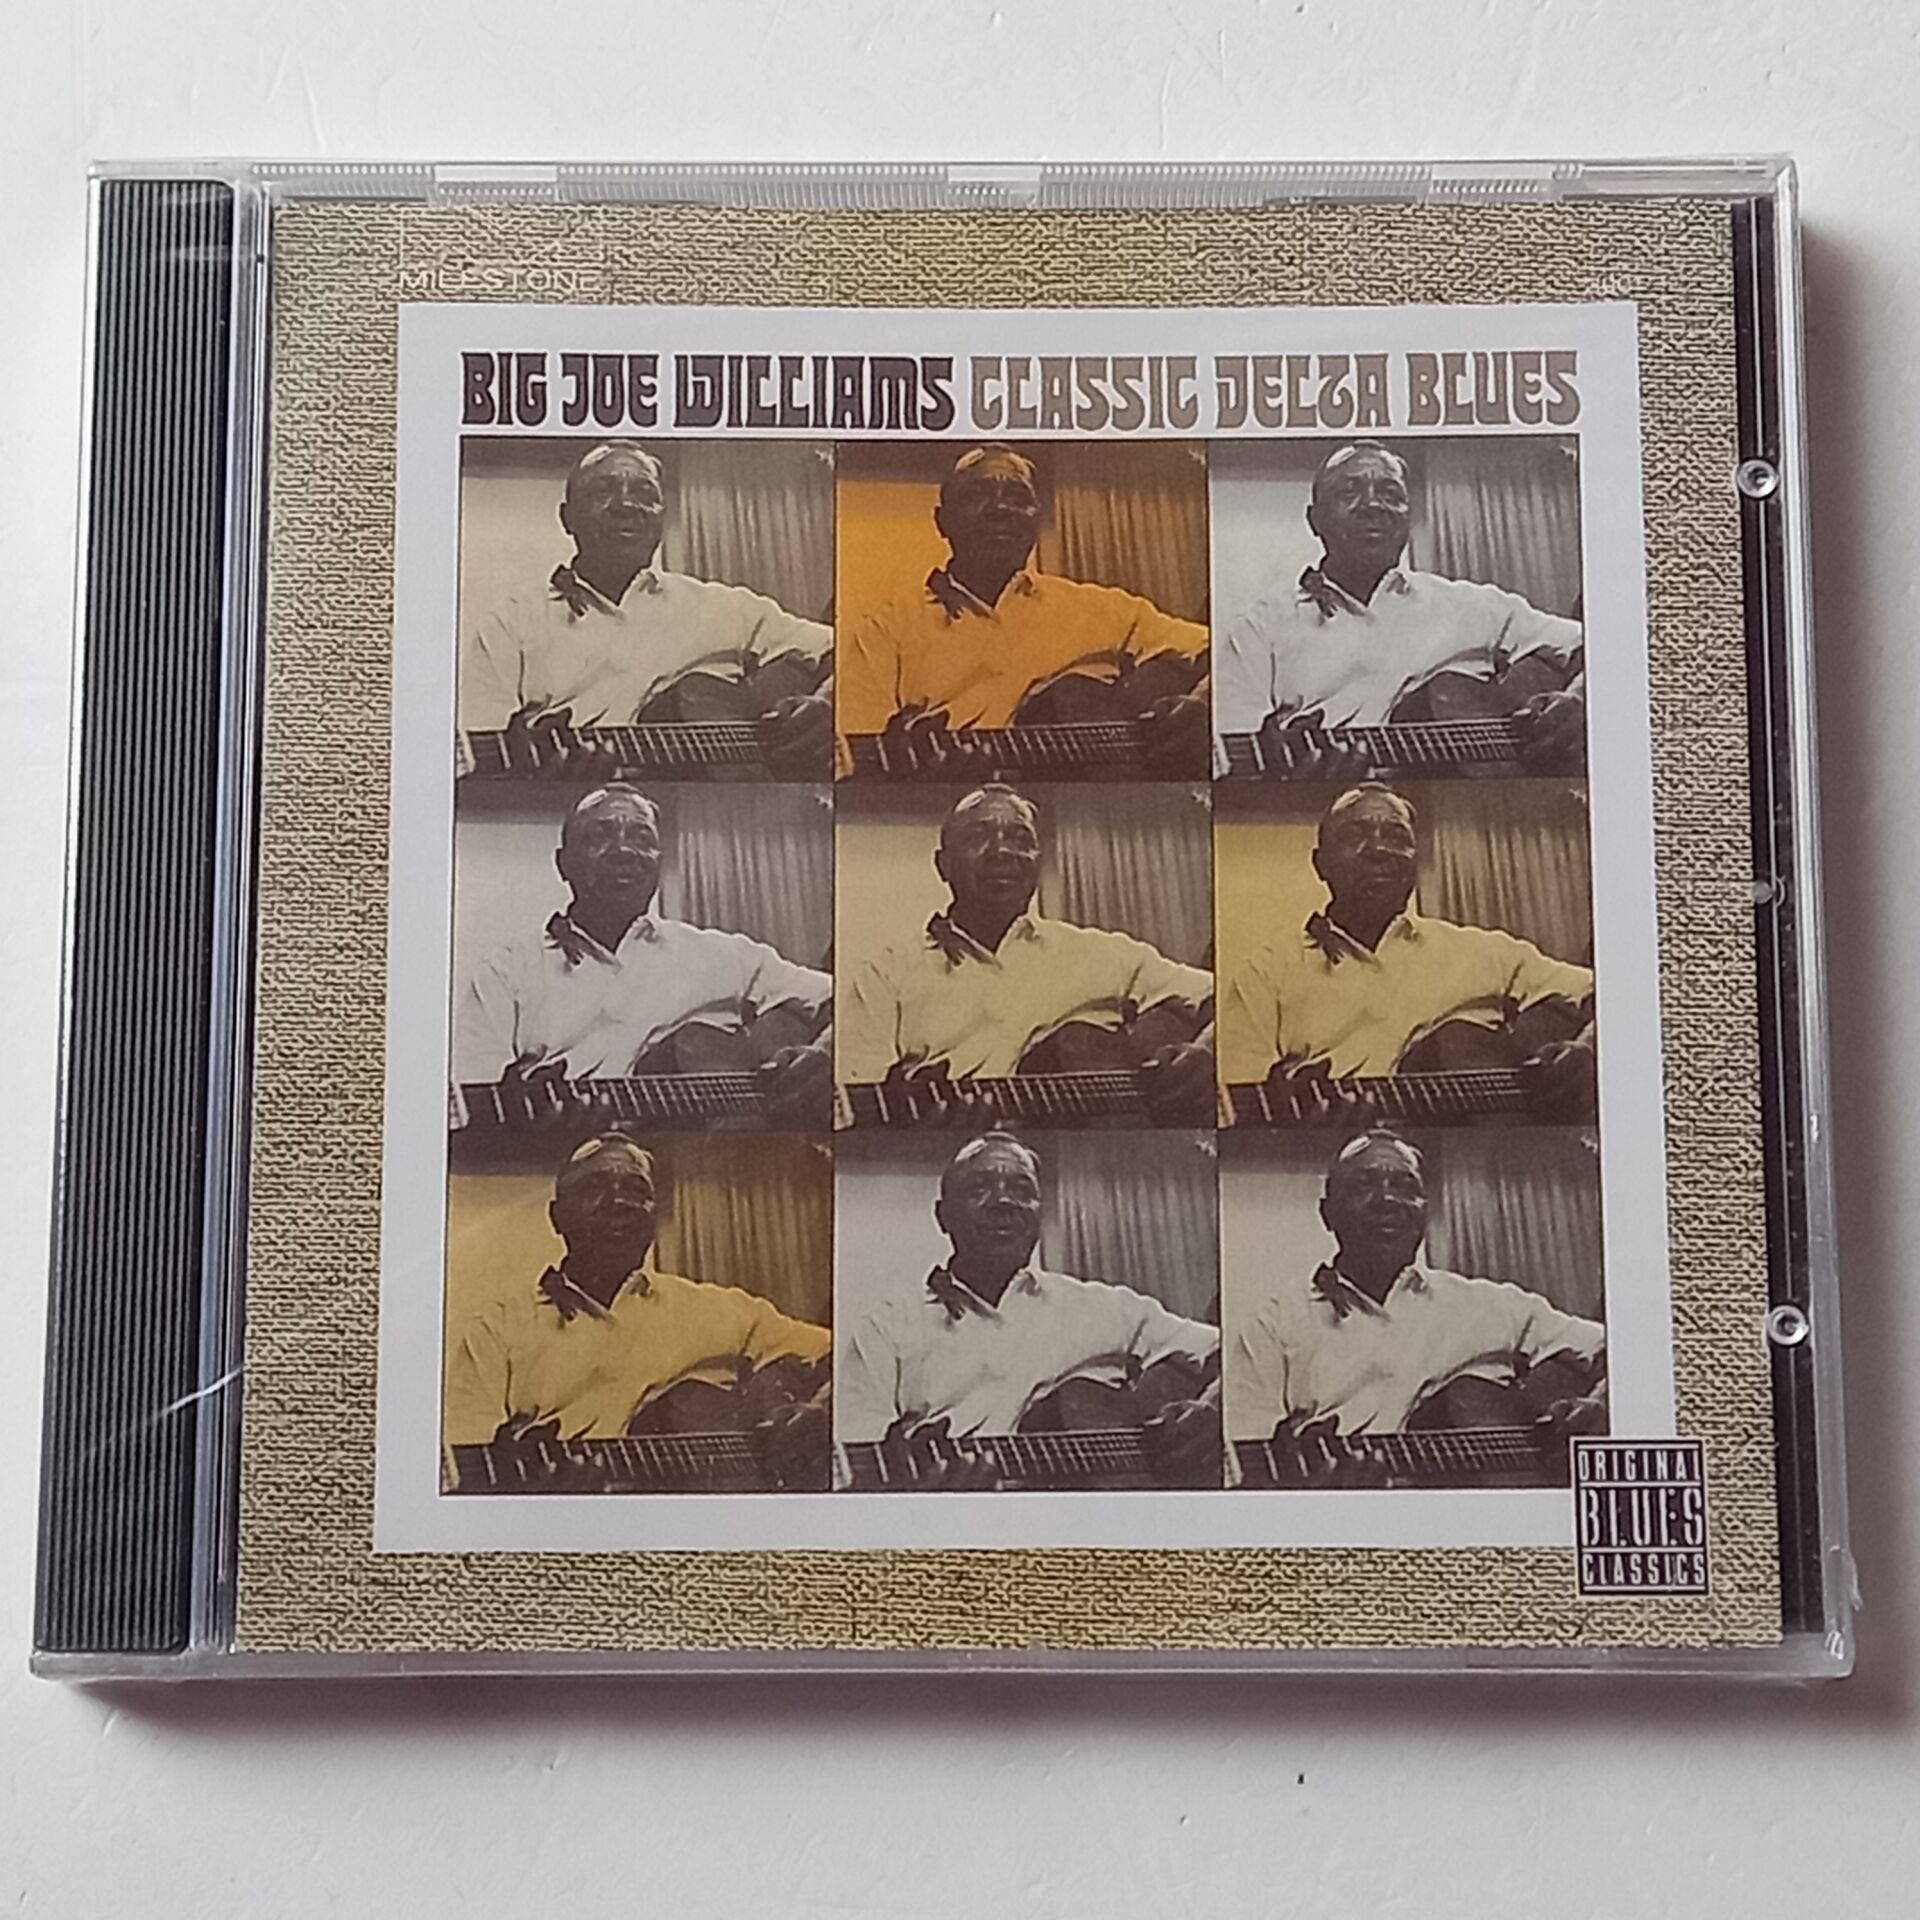 MILESTONE
BIG JOE WILLIAMS CLASSIC DELTA BLUES
ORIGINAL
BLUES
CLASSICS